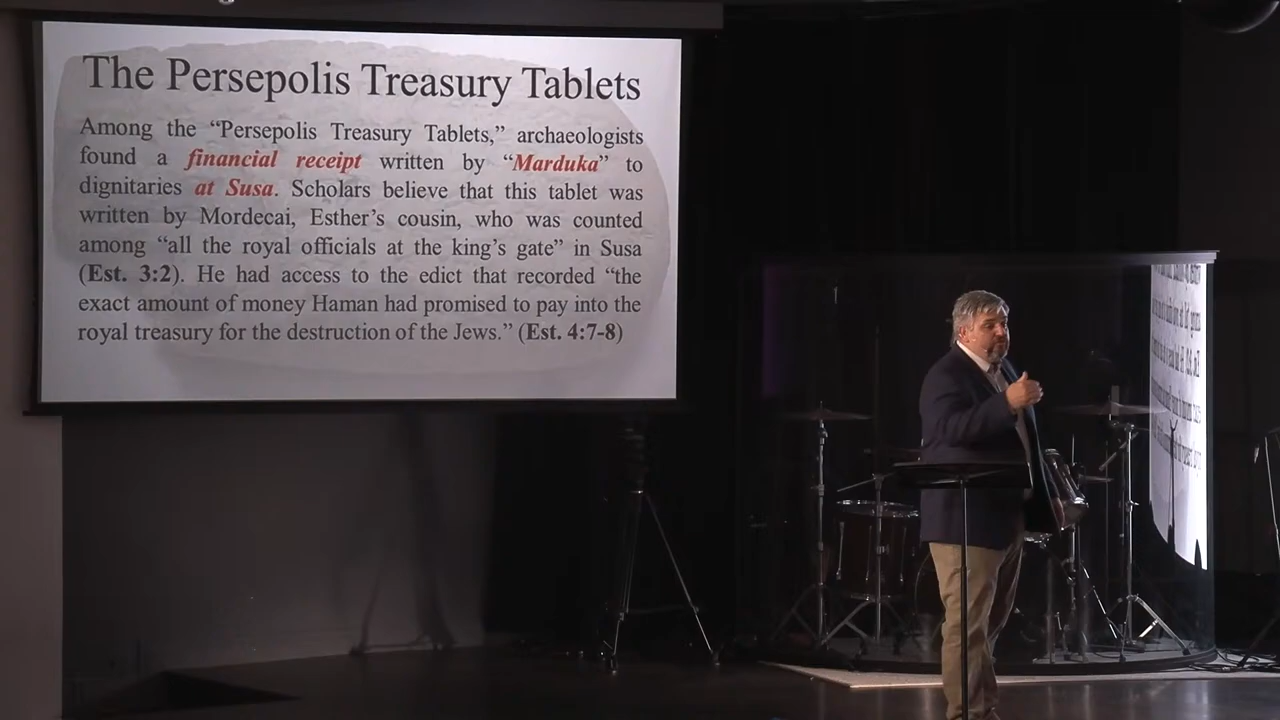 The Persepolis Treasury Tablets
Among the “Persepolis Treasury Tablets,” archaeologists
found a financial receipt written by “Marduka” to
dignitaries at Susa. Scholars believe that this tablet was
written by Mordecai, Esther’s cousin, who was counted
among “all the royal officials at the king’s gate” in Susa
(Est. 3:2). He had access to the edict that recorded “the
exact amount of money Haman had promised to pay into the
royal treasury for the destruction of the Jews.” (Est. 4:7-8)